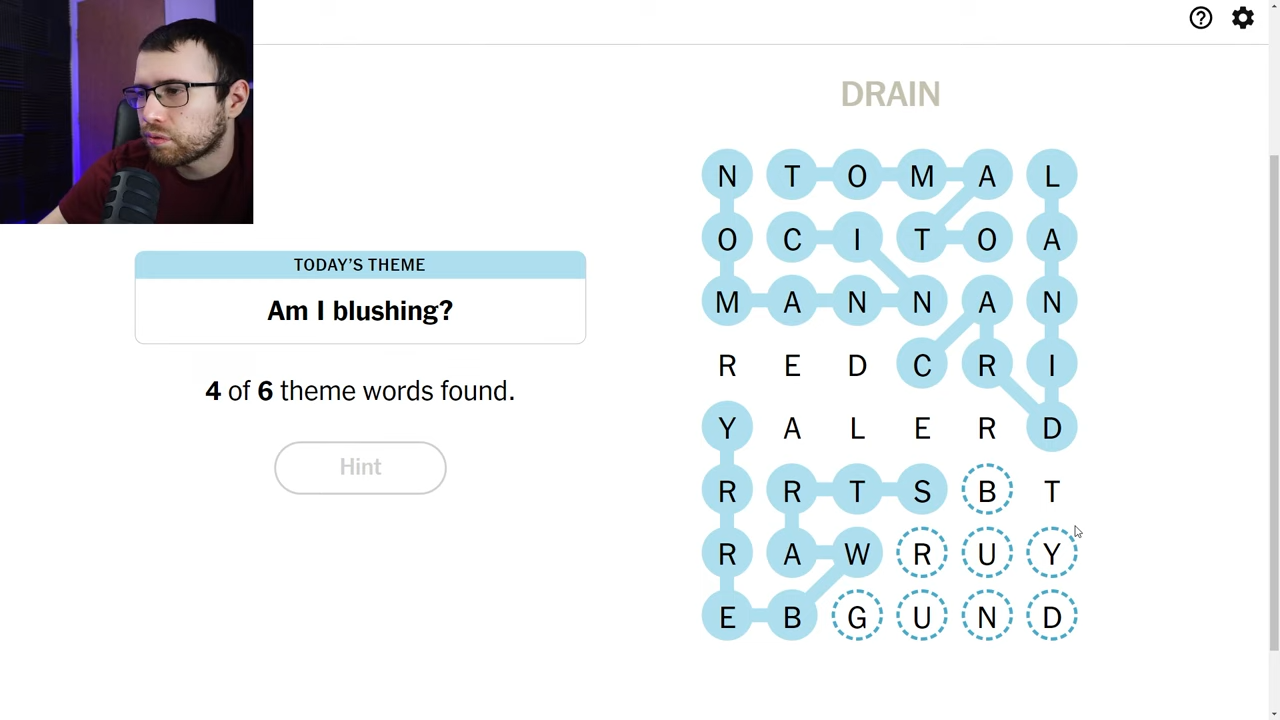 DRAIN
TODAY'S THEME
Am I blushing?
4 of 6 theme words found.
Hint
N T O M A L
O C I T O A
M A N N A N
R E D C R I
Y A L E R D
R R T S B T
R A W R U Y
E B G U N D